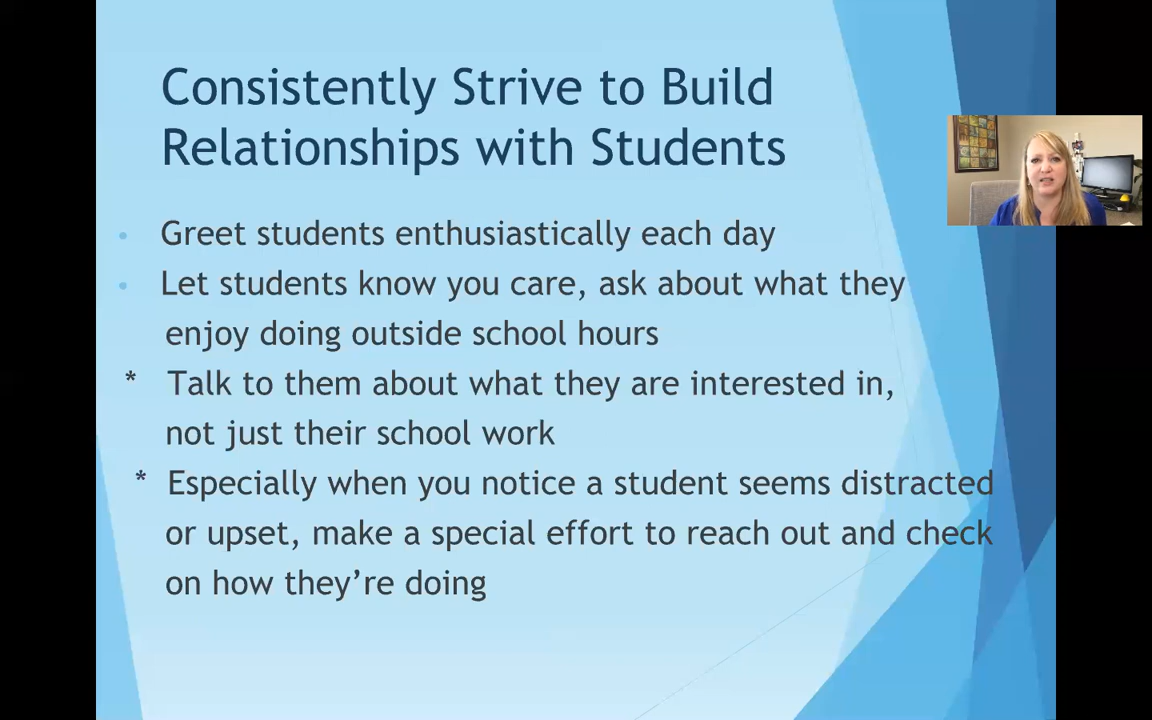 Consistently Strive to Build
Relationships with Students
• Greet students enthusiastically each day
• Let students know you care, ask about what they
enjoy doing outside school hours
* Talk to them about what they are interested in,
not just their school work
* Especially when you notice a student seems distracted
or upset, make a special effort to reach out and check
on how they’re doing